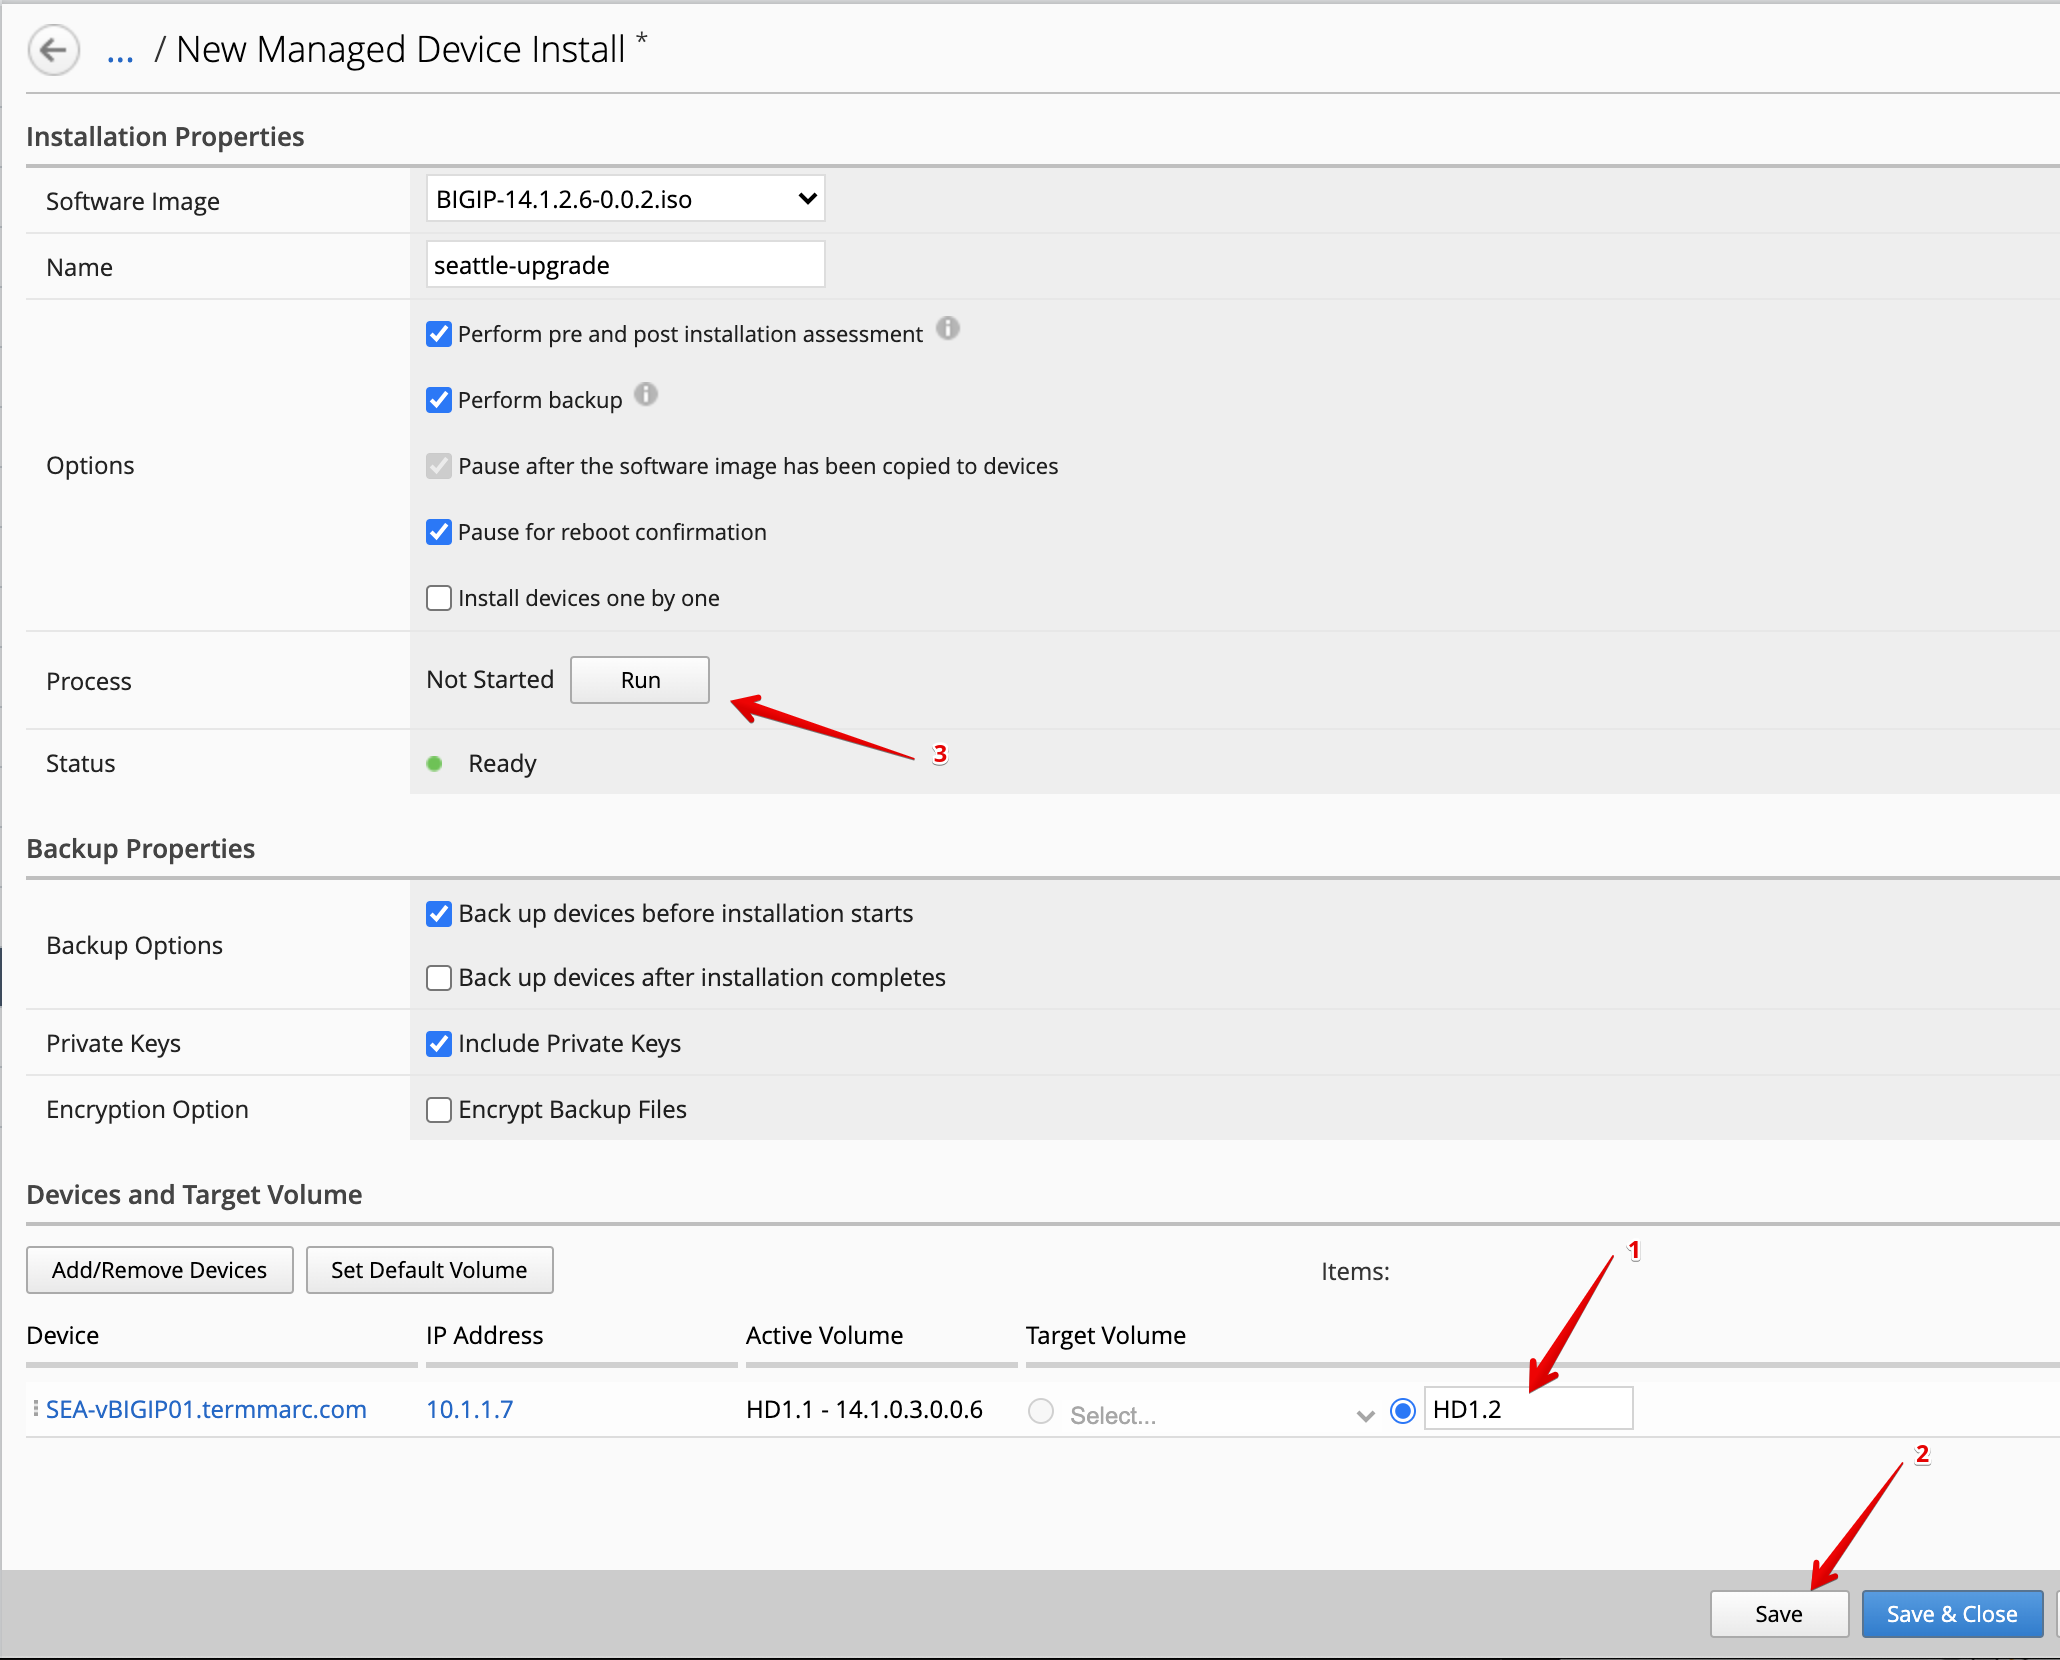 ... / New Managed Device Install *
Installation Properties
Software Image BIGIP-14.1.2.6-0.0.2.iso
Name seattle-upgrade
Options
Perform pre and post installation assessment
Perform backup
Pause after the software image has been copied to devices
Pause for reboot confirmation
Install devices one by one
Process Not Started Run
3
Status Ready
Backup Properties
Backup Options
Back up devices before installation starts
Back up devices after installation completes
Private Keys Include Private Keys
Encryption Option Encrypt Backup Files
Devices and Target Volume
1
Add/Remove Devices Set Default Volume Items:
Device IP Address Active Volume Target Volume
SEA-vBIGIP01.termmarc.com 10.1.1.7 HD1.1 - 14.1.0.3.0.0.6 Select... HD1.2
2
Save Save & Close